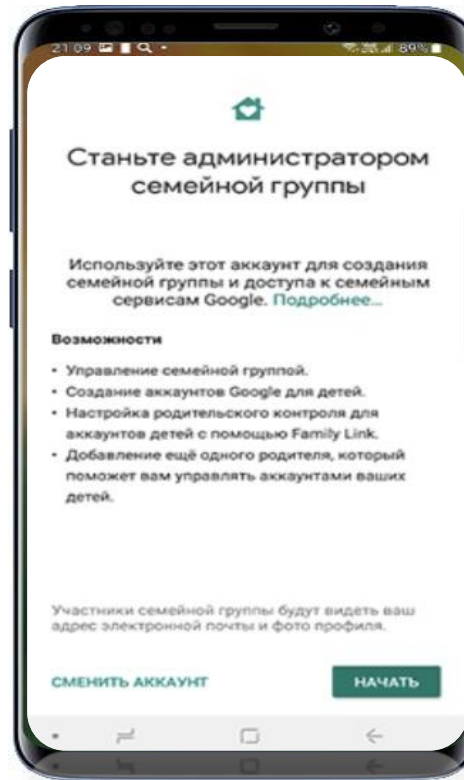 21:09
89%
Станьте администратором
семейной группы
Используйте этот аккаунт для создания
семейной группы и доступа к семейным
сервисам Google. Подробнее...
Возможности
• Управление семейной группой.
• Создание аккаунтов Google для детей.
• Настройка родительского контроля для
аккаунтов детей с помощью Family Link.
• Добавление ещё одного родителя, который
поможет вам управлять аккаунтами ваших
детей.
Участники семейной группы будут видеть ваш
адрес электронной почты и фото профиля.
СМЕНИТЬ АККАУНТ
НАЧАТЬ